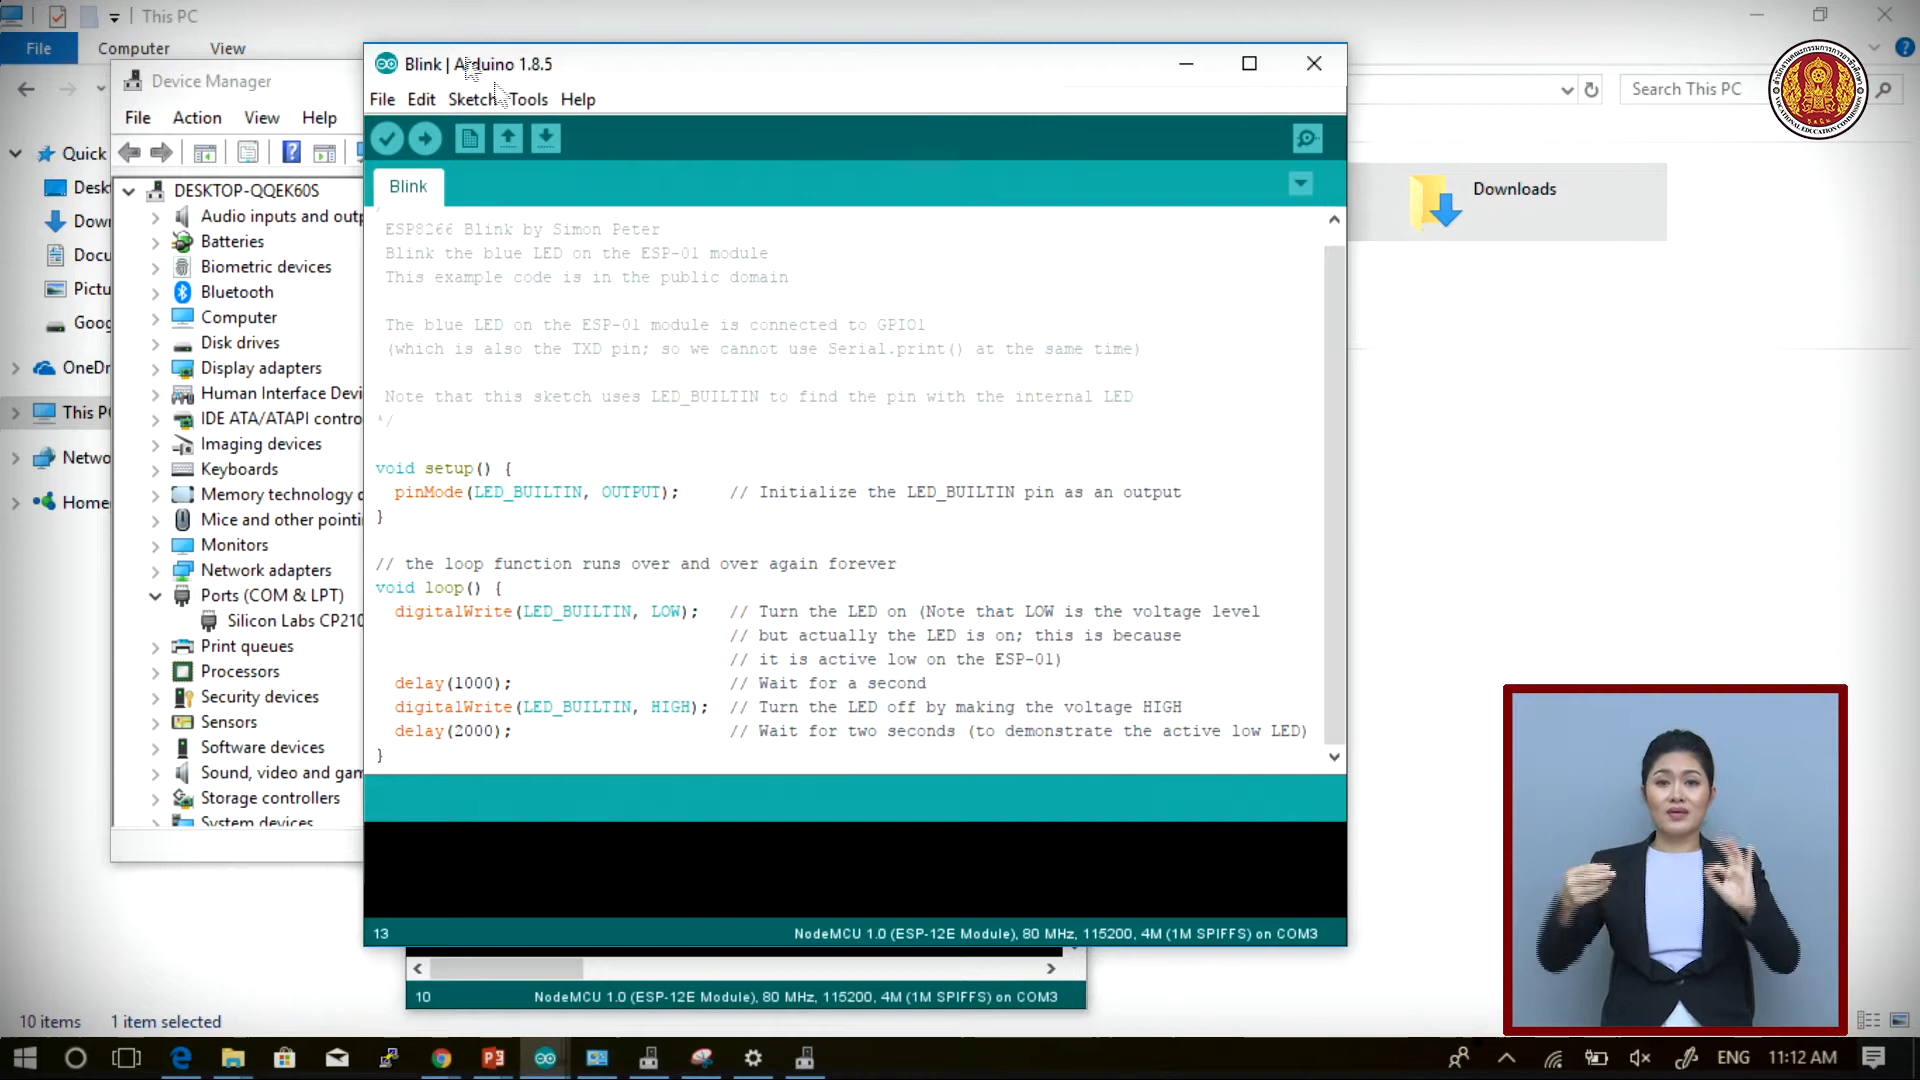 This PC
File
Computer
View
Search This PC
VOCATIONAL EDUCATION COMMISSION
Quick
Desk
Down
Docu
Pictu
Goog
OneDr
This P
Netwo
Home
Downloads
10 items
1 item selected
Device Manager
File Action View Help
DESKTOP-QQEK60S
Audio inputs and outp
Batteries
Biometric devices
Bluetooth
Computer
Disk drives
Display adapters
Human Interface Devi
IDE ATA/ATAPI contro
Imaging devices
Keyboards
Memory technology d
Mice and other pointi
Monitors
Network adapters
Ports (COM & LPT)
Silicon Labs CP210
Print queues
Processors
Security devices
Sensors
Software devices
Sound, video and gam
Storage controllers
System devices
Blink | Arduino 1.8.5
File Edit Sketch Tools Help
Blink
ESP8266 Blink by Simon Peter
Blink the blue LED on the ESP-01 module
This example code is in the public domain
The blue LED on the ESP-01 module is connected to GPIO1
(which is also the TXD pin; so we cannot use Serial.print() at the same time)
Note that this sketch uses LED_BUILTIN to find the pin with the internal LED
*/
void setup() {
pinMode(LED_BUILTIN, OUTPUT); // Initialize the LED_BUILTIN pin as an output
}
// the loop function runs over and over again forever
void loop() {
digitalWrite(LED_BUILTIN, LOW); // Turn the LED on (Note that LOW is the voltage level
// but actually the LED is on; this is because
// it is active low on the ESP-01)
delay(1000); // Wait for a second
digitalWrite(LED_BUILTIN, HIGH); // Turn the LED off by making the voltage HIGH
delay(2000); // Wait for two seconds (to demonstrate the active low LED)
}
13
NodeMCU 1.0 (ESP-12E Module), 80 MHz, 115200, 4M (1M SPIFFS) on COM3
10
NodeMCU 1.0 (ESP-12E Module), 80 MHz, 115200, 4M (1M SPIFFS) on COM3
ENG
11:12 AM